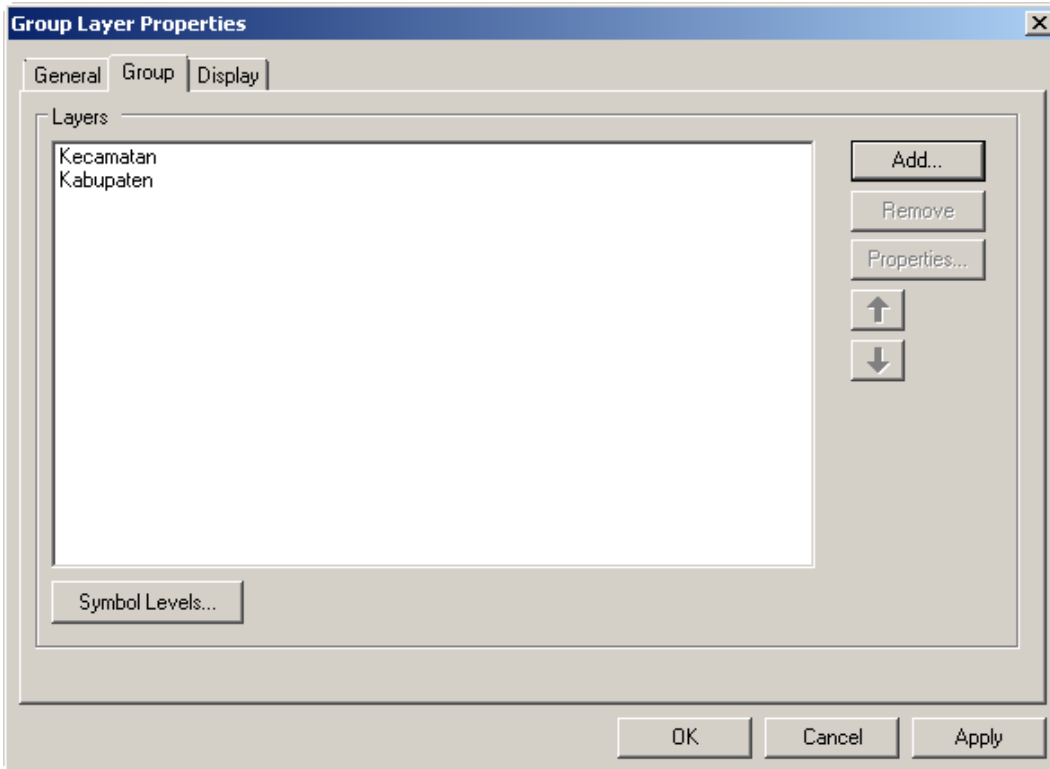 Group Layer Properties
General Group Display
Layers
Kecamatan
Kabupaten
Add...
Remove
Properties...
Symbol Levels...
OK Cancel Apply